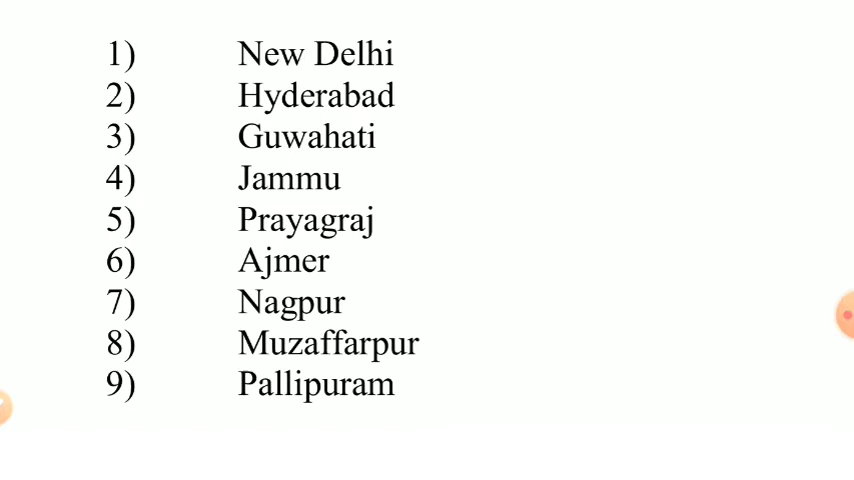 1) New Delhi
2) Hyderabad
3) Guwahati
4) Jammu
5) Prayagraj
6) Ajmer
7) Nagpur
8) Muzaffarpur
9) Pallipuram